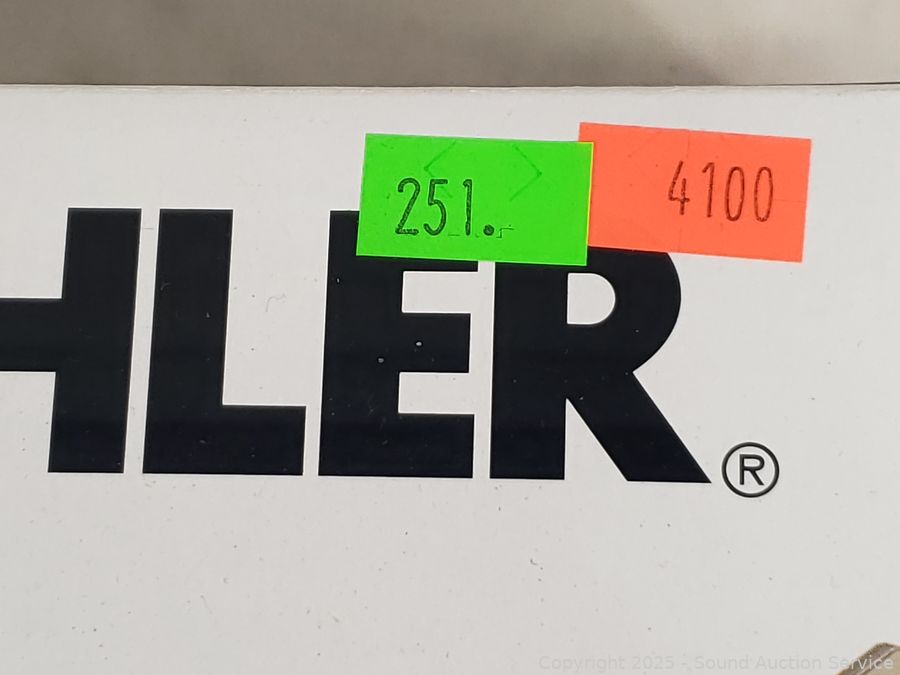 251.
4100
HLER®
Copyright 2025 - Sound Auction Service